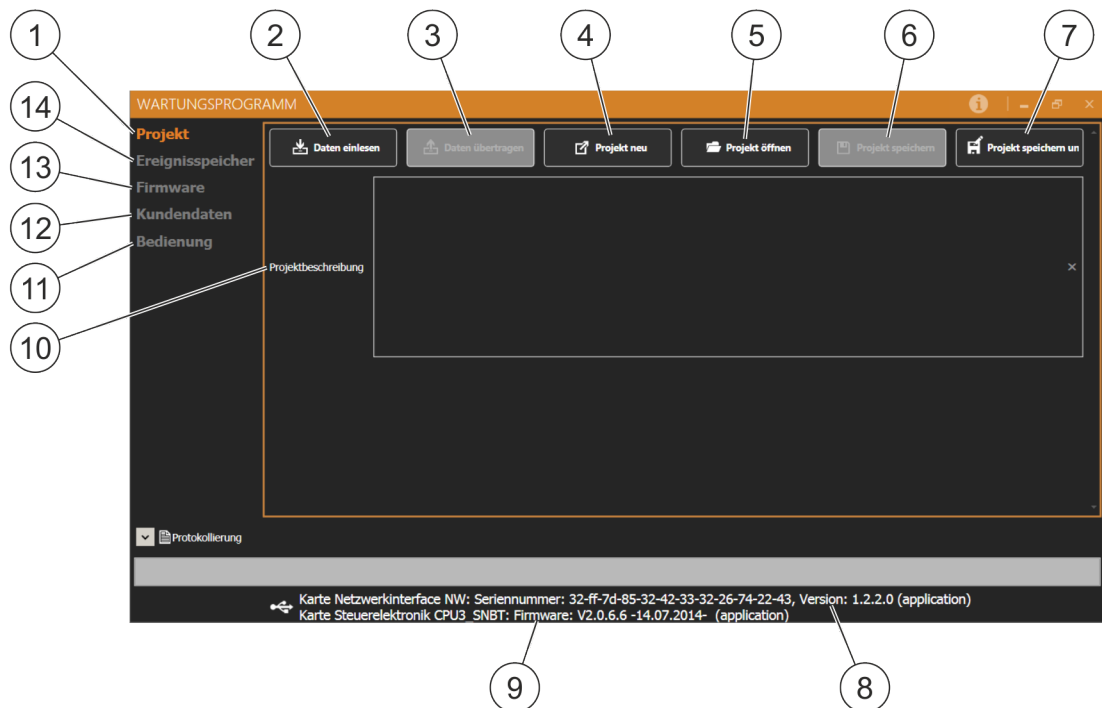 1 2 3 4 5 6 7
WARTUNGSPROGRAMM
14
Projekt
Daten einlesen Daten übertragen Projekt neu Projekt öffnen Projekt speichern Projekt speichern un
Ereignisspeicher
13
Firmware
12
Kundendaten
11
Bedienung
Projektbeschreibung
10
Protokollierung
Karte Netzwerkinterface NW: Seriennummer: 32-ff-7d-85-32-42-33-32-26-74-22-43, Version: 1.2.2.0 (application)
Karte Steuerelektronik CPU3_SNBT: Firmware: V2.0.6.6 -14.07.2014- (application)
9 8